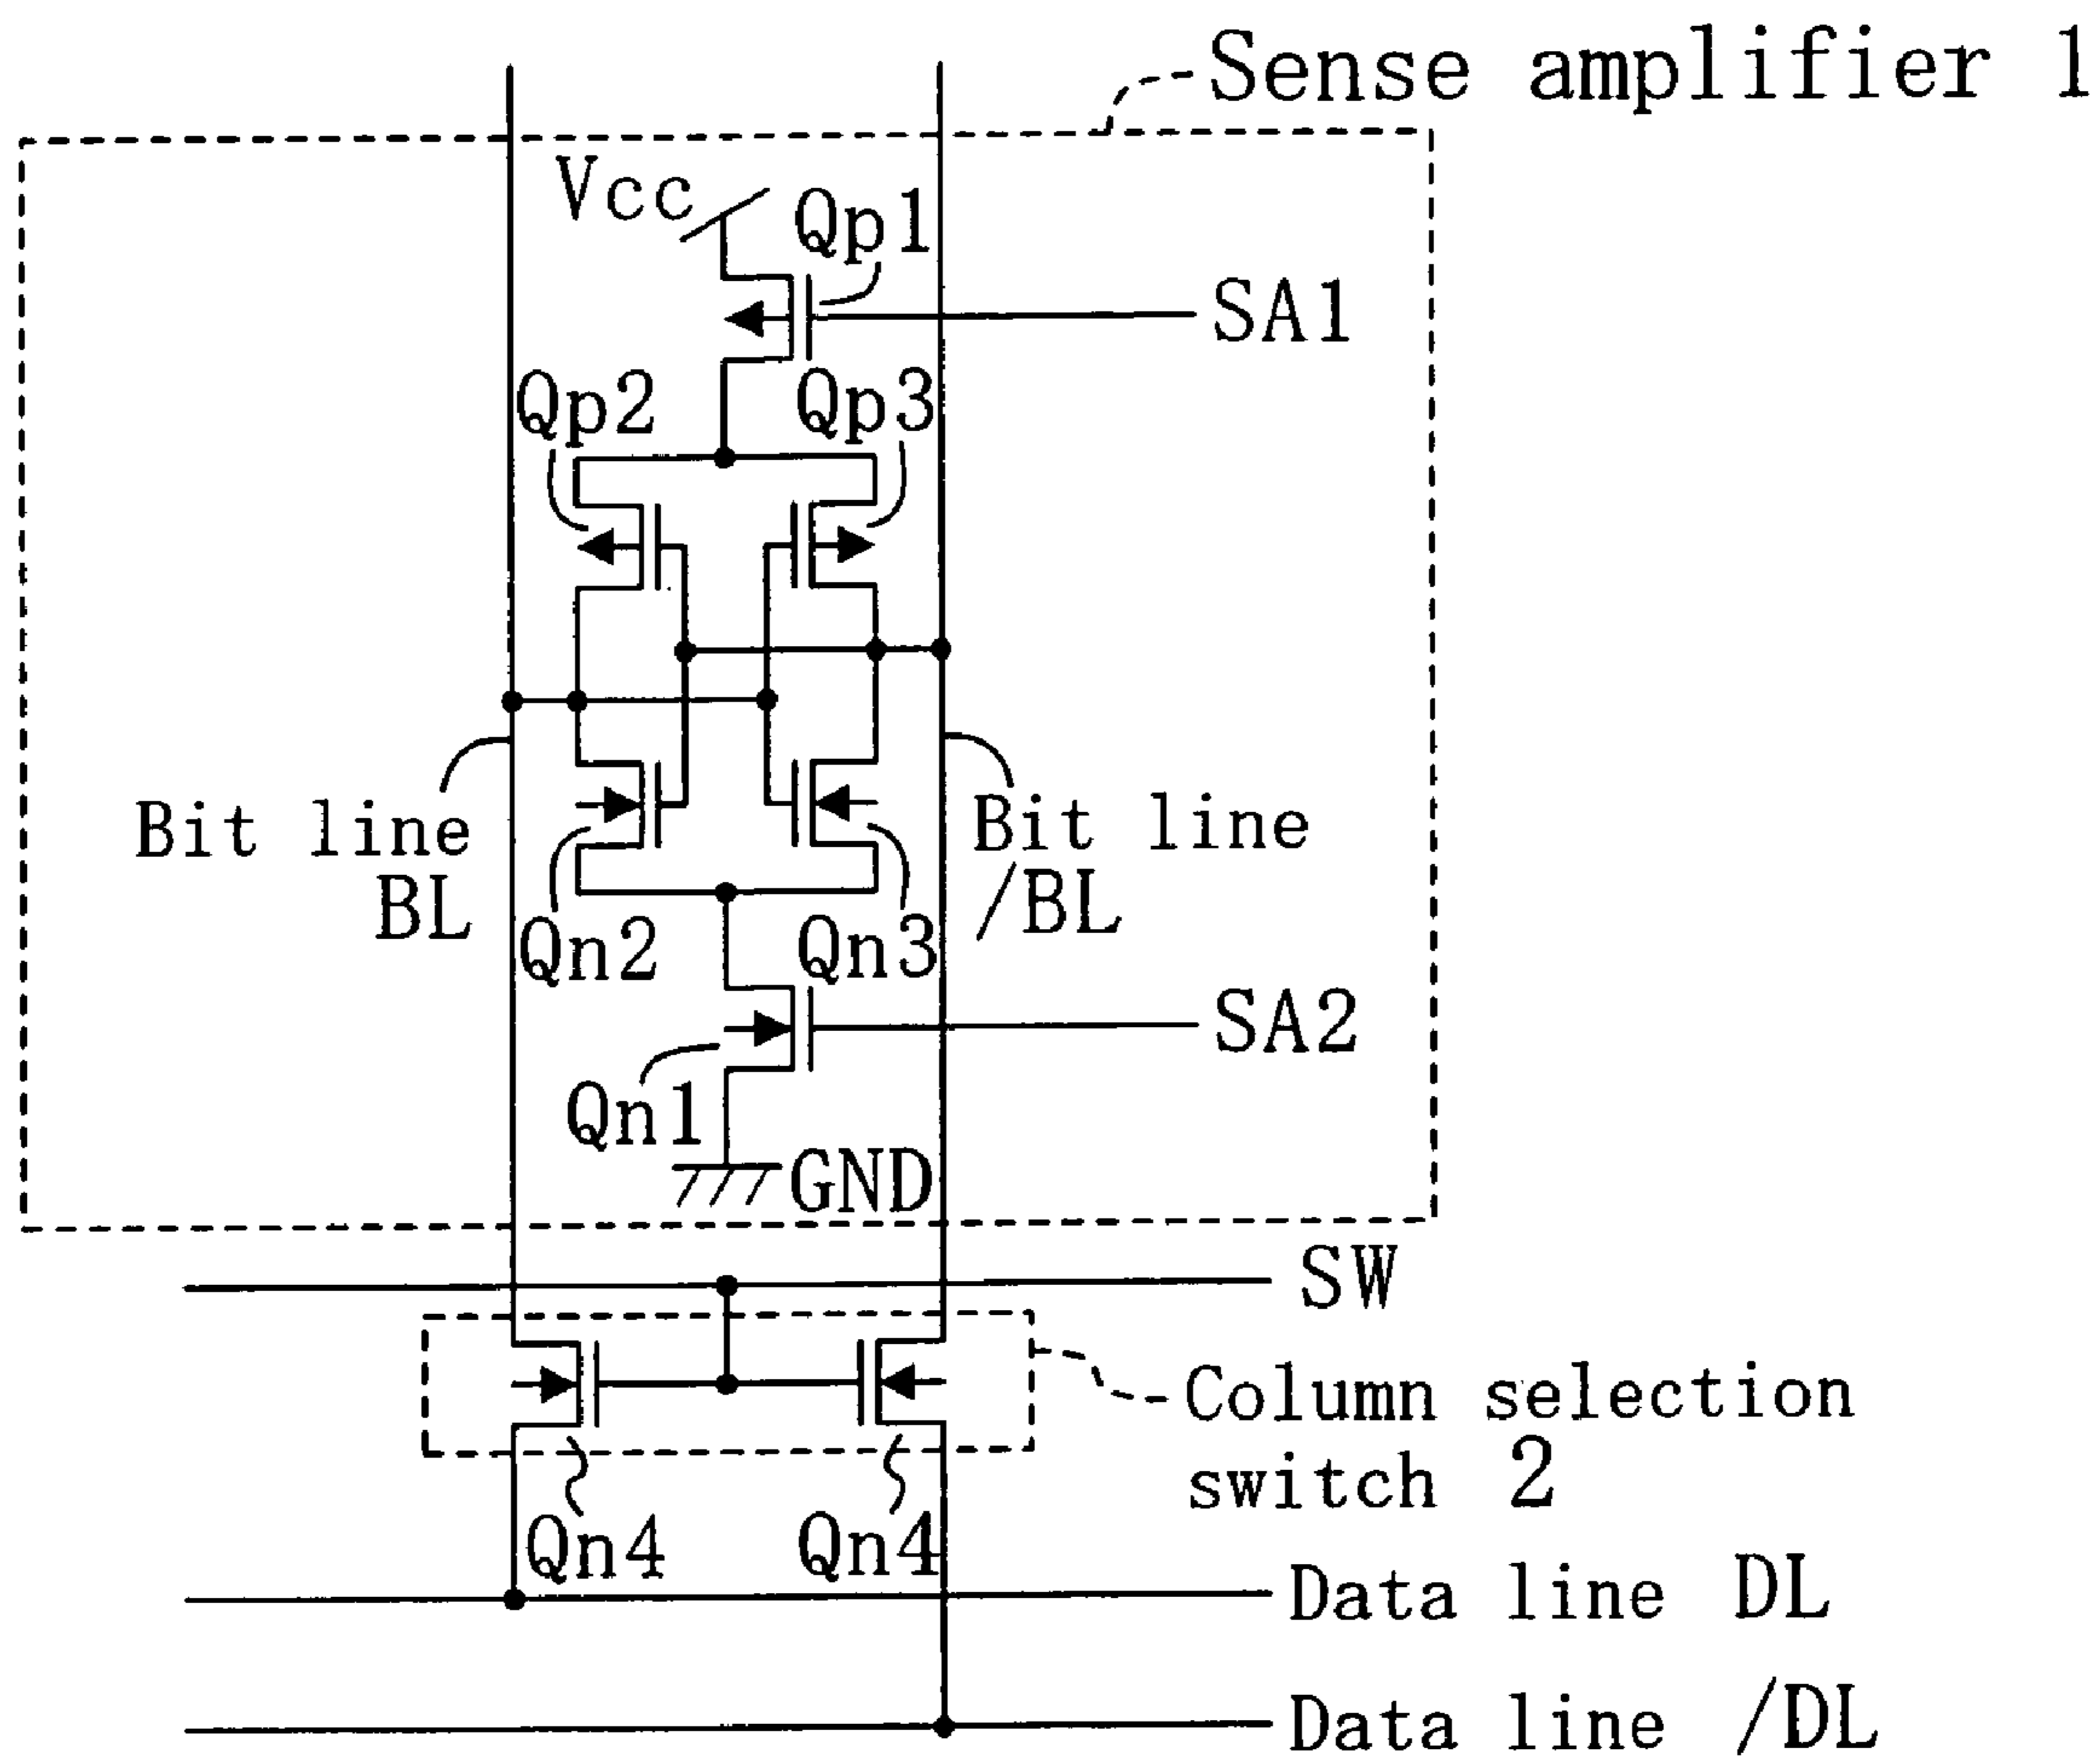 Sense amplifier 1
Vcc
Qp1
SA1
Qp2
Qp3
Bit line
BL
Bit line
/BL
Qn2
Qn3
SA2
Qn1
GND
SW
Column selection
switch 2
Qn4
Qn4
Data line DL
Data line /DL